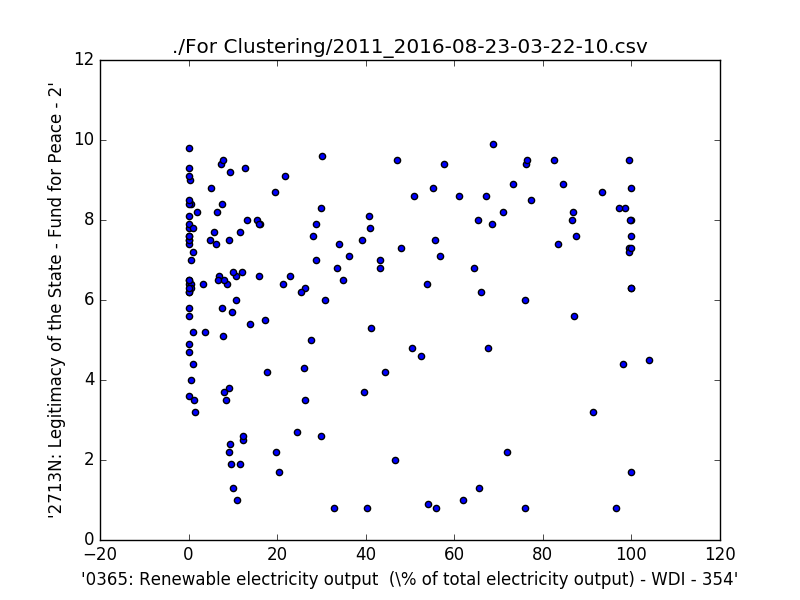 ./For Clustering/2011_2016-08-23-03-22-10.csv
12
10
8
6
4
2
0
'2713N: Legitimacy of the State - Fund for Peace - 2'
−20 0 20 40 60 80 100 120
'0365: Renewable electricity output (\% of total electricity output) - WDI - 354'